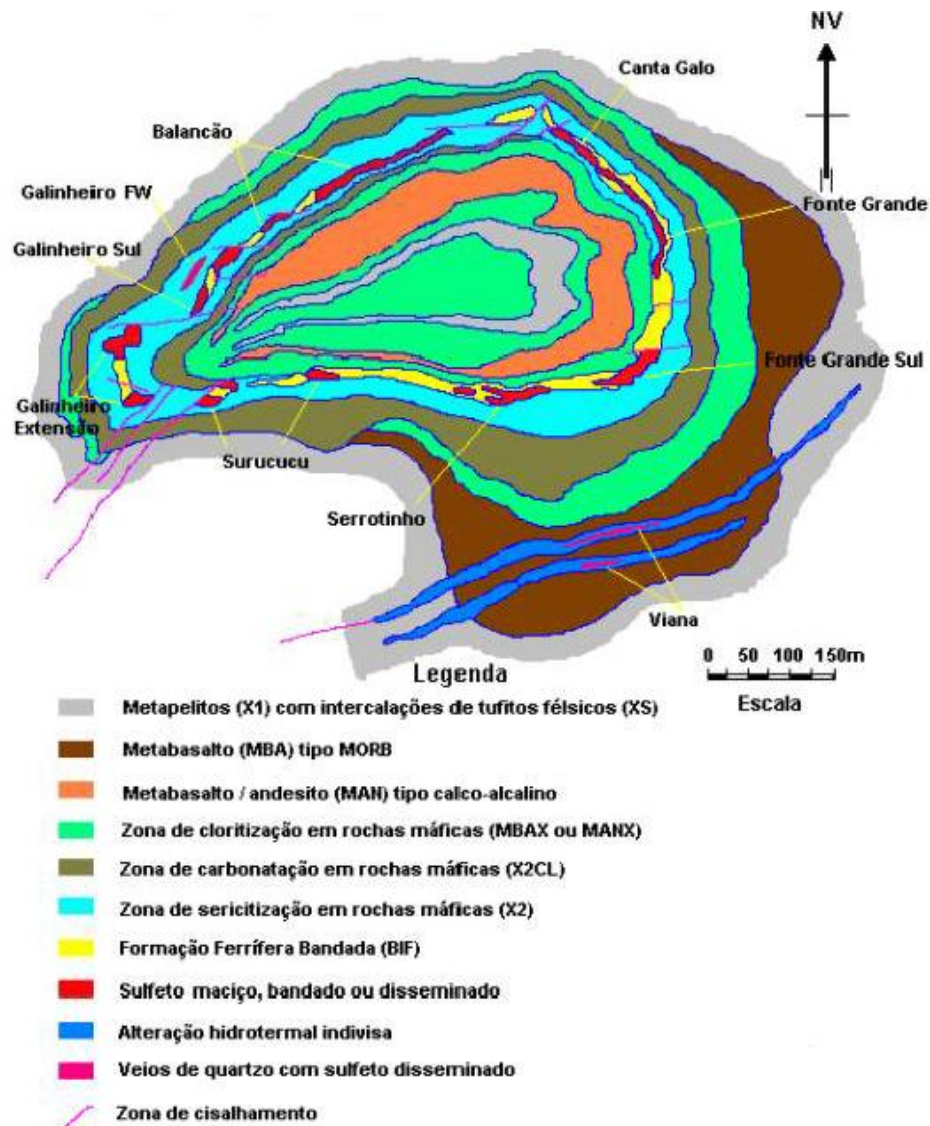 NV
Canta Galo
Balancão
Galinheiro FW
Fonte Grande
Galinheiro Sul
Fonte Grande Sul
Galinheiro
Extensão
Surucucu
Serrotinho
Viana
0 50 100 150m
Escala
Legenda
Metapelitos (X1) com intercalações de tufitos félsicos (XS)
Metabasalto (MBA) tipo MORB
Metabasalto / andesito (MAN) tipo calco-alcalino
Zona de cloritização em rochas máficas (MBAX ou MANX)
Zona de carbonatação em rochas máficas (X2CL)
Zona de sericitização em rochas máficas (X2)
Formação Ferrífera Bandada (BIF)
Sulfeto maciço, bandado ou disseminado
Alteração hidrotermal indivisa
Veios de quartzo com sulfeto disseminado
Zona de cisalhamento